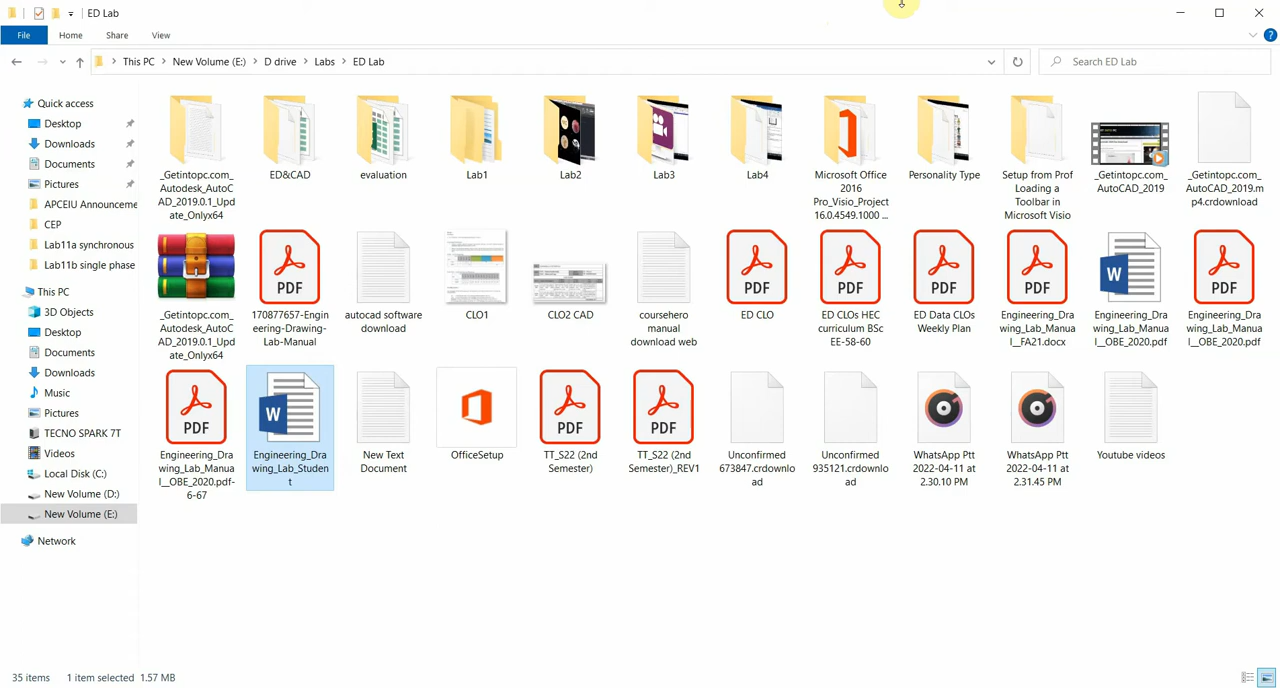 ED Lab
File
Home
Share
View
This PC
New Volume (E:)
D drive
Labs
ED Lab
Search ED Lab
Quick access
Desktop
Downloads
Documents
Pictures
APCEIU Announceme
CEP
Lab11a synchronous
Lab11b single phase
This PC
3D Objects
Desktop
Documents
Downloads
Music
Pictures
TECNO SPARK 7T
Videos
Local Disk (C:)
New Volume (D:)
New Volume (E:)
Network
_Getintopc.com_
Autodesk_AutoC
AD_2019.0.1_Upd
ate_Onlyx64
ED&CAD
evaluation
Lab1
Lab2
Lab3
Lab4
Microsoft Office
2016
Pro_Visio_Project
16.0.4549.1000 ...
Personality Type
Setup from Prof
Loading a
Toolbar in
Microsoft Visio
_Getintopc.com_
AutoCAD_2019
_Getintopc.com_
AutoCAD_2019.m
p4.crdownload
_Getintopc.com_
Autodesk_AutoC
AD_2019.0.1_Upd
ate_Onlyx64
PDF
170877657-Engin
eering-Drawing-
Lab-Manual
autocad software
download
CLO1
CLO2 CAD
coursehero
manual
download web
PDF
ED CLO
PDF
ED CLOs HEC
curriculum BSc
EE-58-60
PDF
ED Data CLOs
Weekly Plan
PDF
Engineering_Dra
wing_Lab_Manua
l__FA21.docx
W
Engineering_Dra
wing_Lab_Manua
l__OBE_2020.pdf
PDF
Engineering_Dra
wing_Lab_Manua
l__OBE_2020.pdf
PDF
Engineering_Dra
wing_Lab_Manua
l__OBE_2020.pdf-
6-67
W
Engineering_Dra
wing_Lab_Studen
t
New Text
Document
OfficeSetup
PDF
TT_S22 (2nd
Semester)
PDF
TT_S22 (2nd
Semester)_REV1
Unconfirmed
673847.crdownlo
ad
Unconfirmed
935121.crdownlo
ad
WhatsApp Ptt
2022-04-11 at
2.30.10 PM
WhatsApp Ptt
2022-04-11 at
2.31.45 PM
Youtube videos
35 items
1 item selected 1.57 MB